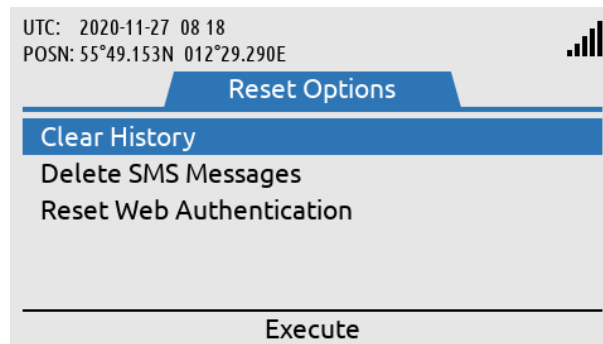 UTC: 2020-11-27 08 18
POSN: 55°49.153N 012°29.290E
Reset Options
Clear History
Delete SMS Messages
Reset Web Authentication
Execute